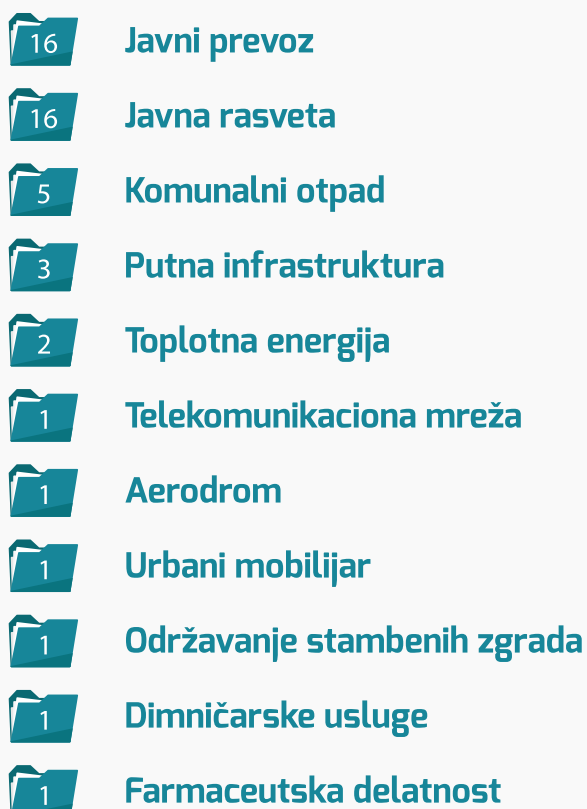 16 Javni prevoz
16 Javna rasveta
5 Komunalni otpad
3 Putna infrastruktura
2 Toplotna energija
1 Telekomunikaciona mreža
1 Aerodrom
1 Urbani mobilijar
1 Održavanje stambenih zgrada
1 Dimničarske usluge
1 Farmaceutska delatnost